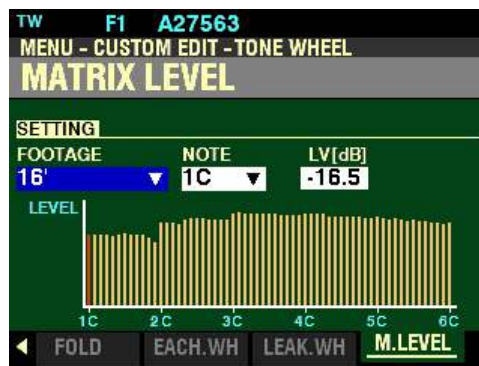 TW F1 A27563
MENU - CUSTOM EDIT - TONE WHEEL
MATRIX LEVEL
SETTING
FOOTAGE NOTE LV[dB]
16' ▼ 1C ▼ -16.5
LEVEL
1C 2C 3C 4C 5C 6C
◀ FOLD EACH.WH LEAK.WH M.LEVEL